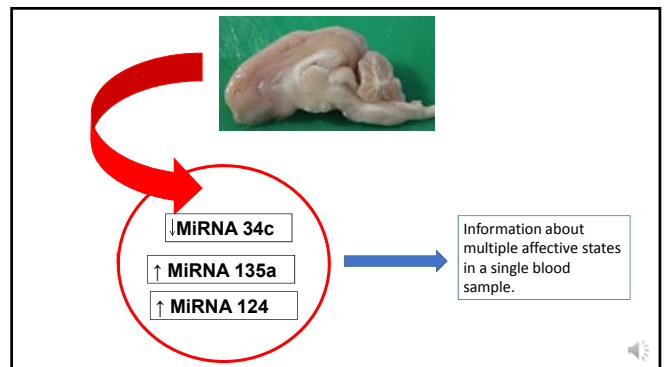 ↓MiRNA 34c
↑ MiRNA 135a
↑ MiRNA 124
Information about
multiple affective states
in a single blood
sample.